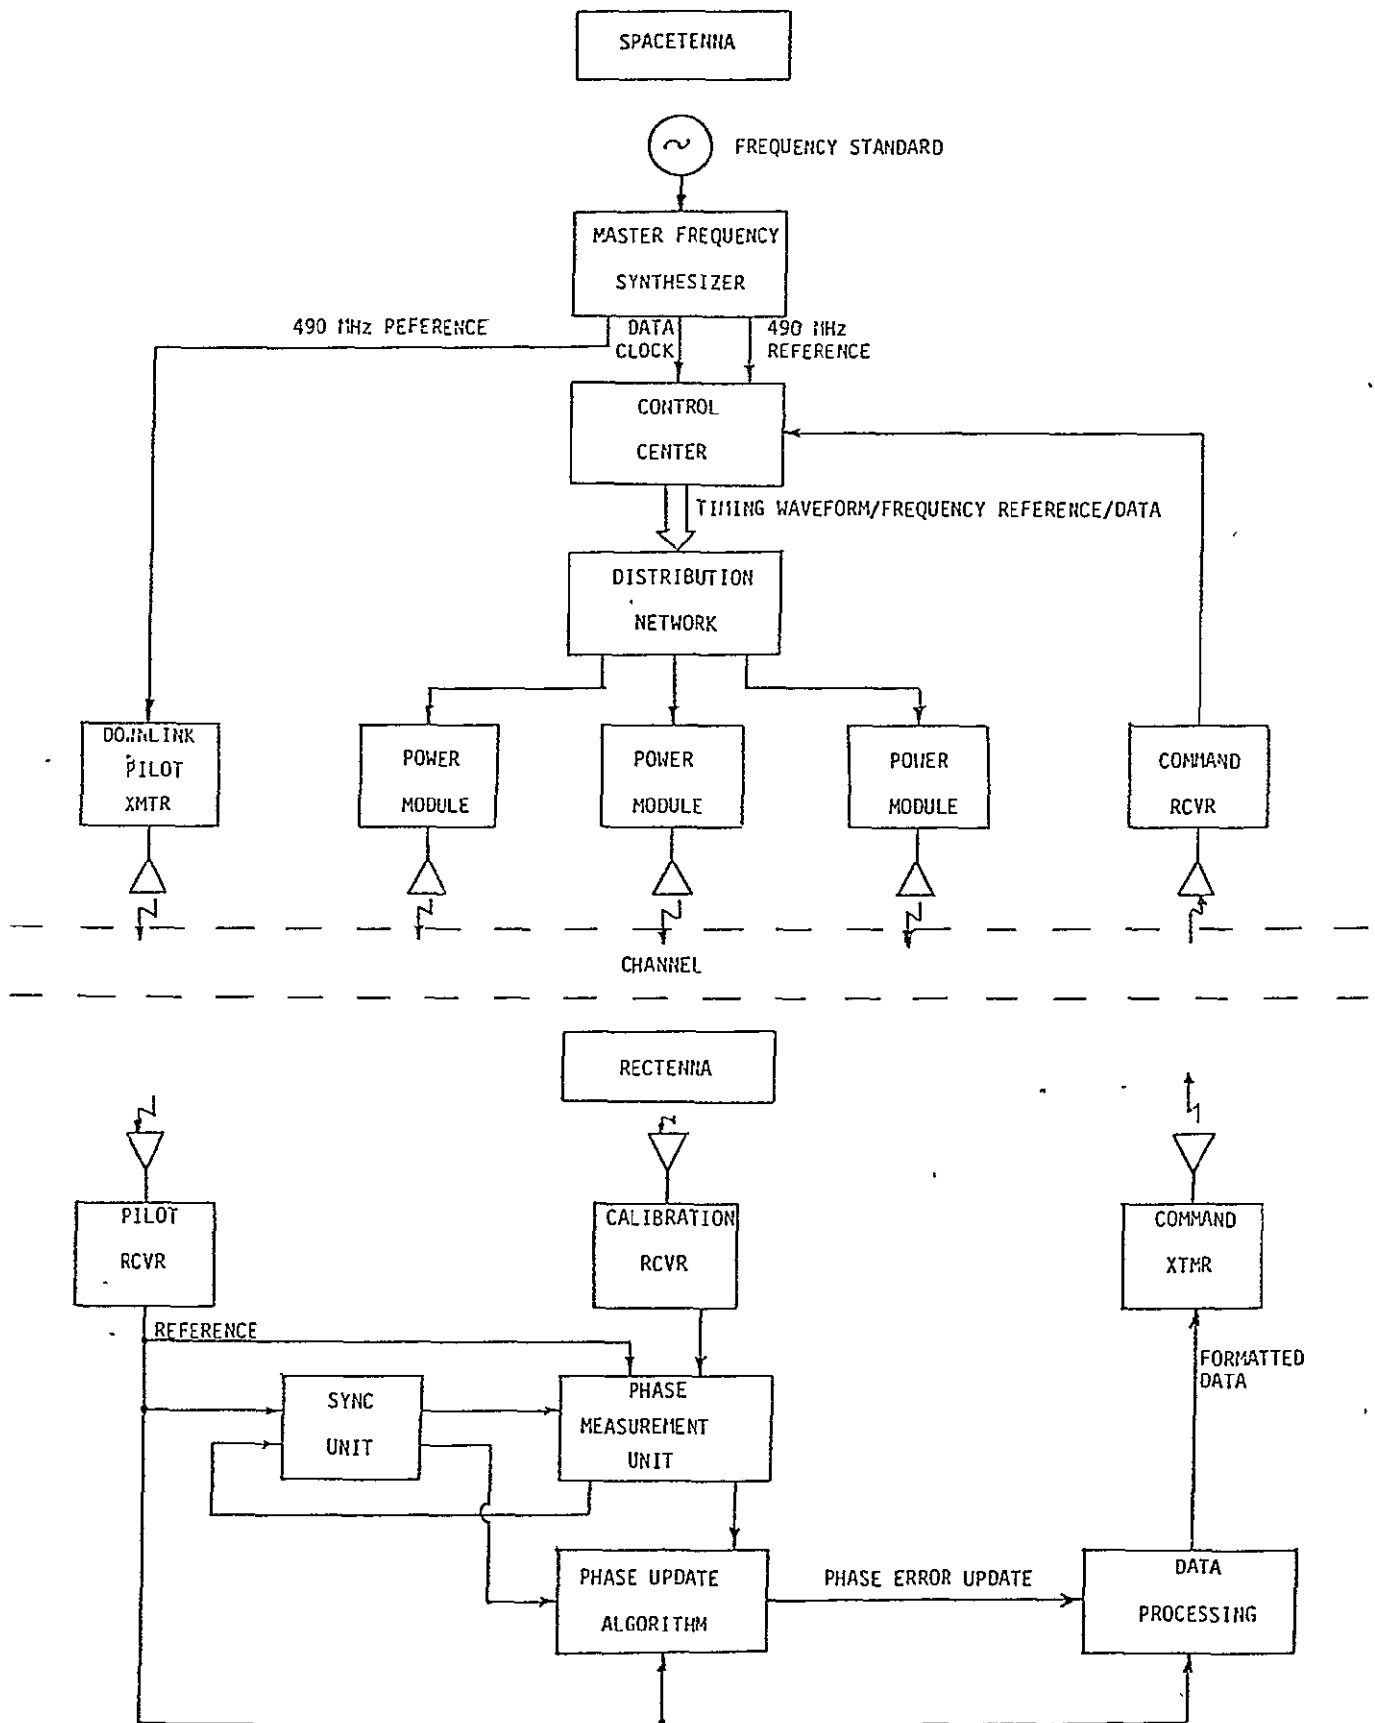 SPACETENNA
FREQUENCY STANDARD
MASTER FREQUENCY
SYNTHESIZER
490 MHz PEFERENCE
DATA
CLOCK
490 MHz
REFERENCE
CONTROL
CENTER
TIMING WAVEFORM/FREQUENCY REFERENCE/DATA
DISTRIBUTION
NETWORK
DOWNLINK
PILOT
XMTR
POWER
MODULE
POWER
MODULE
POWER
MODULE
COMMAND
RCVR
CHANNEL
RECTENNA
PILOT
RCVR
CALIBRATION
RCVR
COMMAND
XTMR
REFERENCE
FORMATTED
DATA
SYNC
UNIT
PHASE
MEASUREMENT
UNIT
PHASE UPDATE
ALGORITHM
PHASE ERROR UPDATE
DATA
PROCESSING